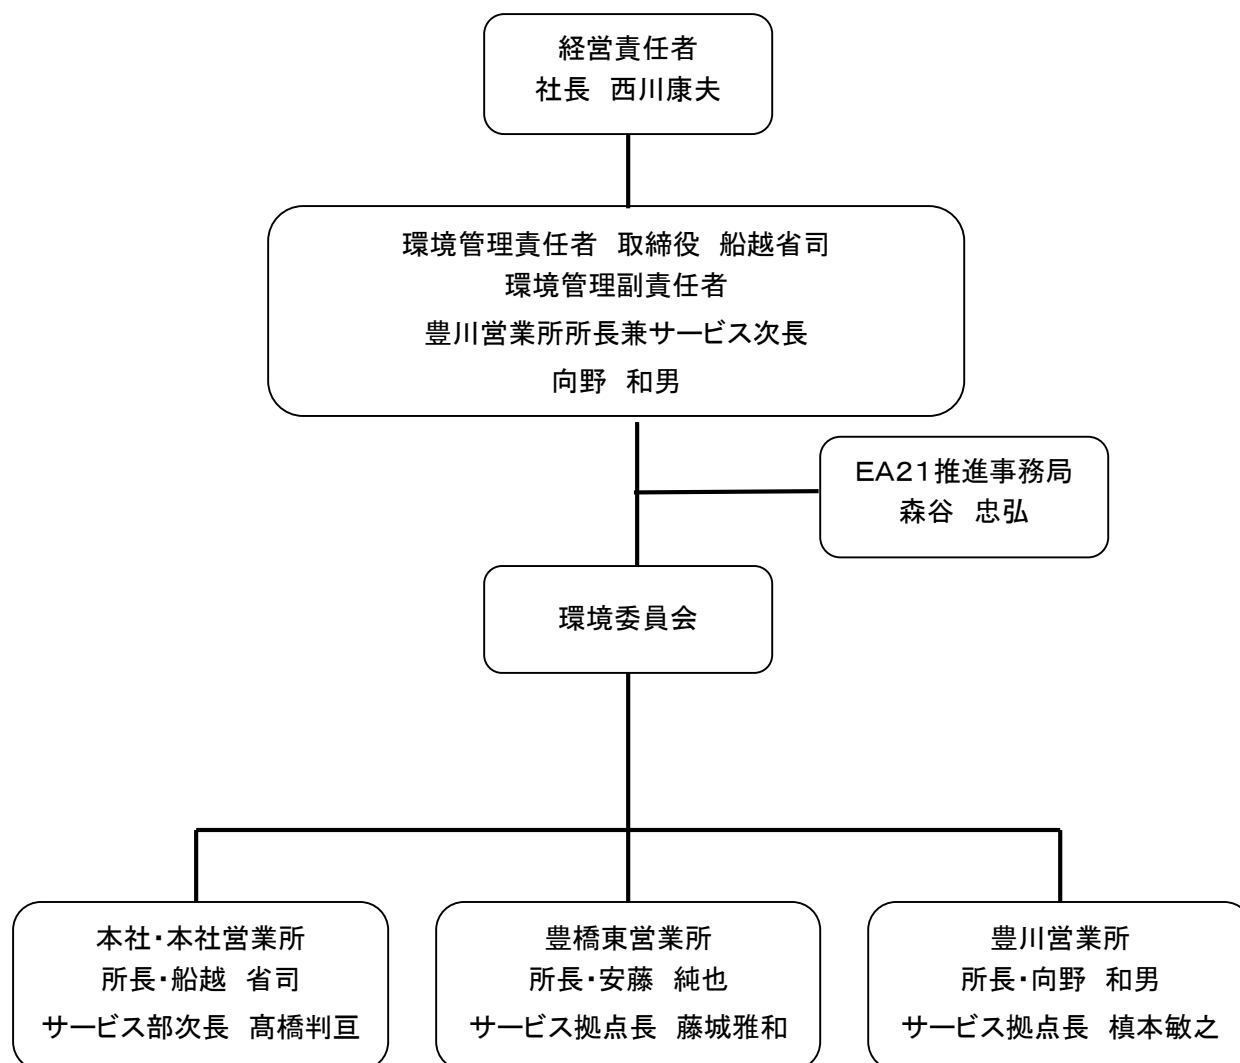 経営責任者
社長　西川康夫
環境管理責任者　取締役　船越省司
環境管理副責任者
豊川営業所所長兼サービス次長
向野　和男
ＥＡ２１推進事務局
森谷　忠弘
環境委員会
本社・本社営業所
所長・船越　省司
サービス部次長　髙橋判亘
豊橋東営業所
所長・安藤　純也
サービス拠点長　藤城雅和
豊川営業所
所長・向野　和男
サービス拠点長　槙本敏之